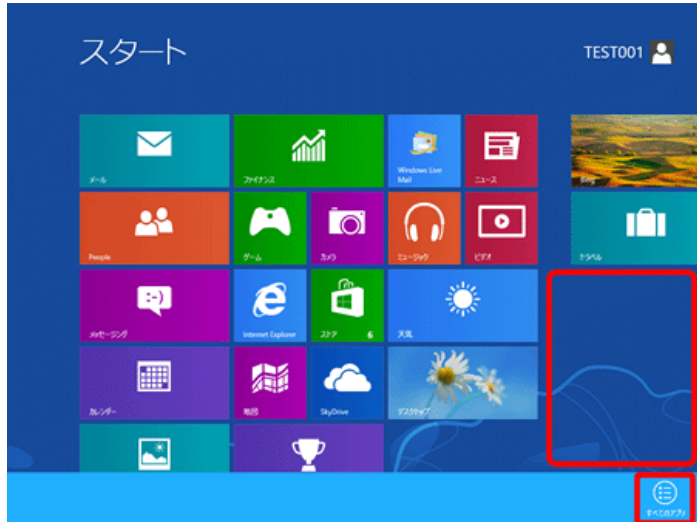 スタート
TEST001
メール
ファイナンス
Windows Live
Mail
ニュース
Bing
People
ゲーム
カメラ
ミュージック
ビデオ
トラベル
メッセージング
Internet Explorer
ストア
6
天気
カレンダー
地図
SkyDrive
デスクトップ
すべてのアプリ